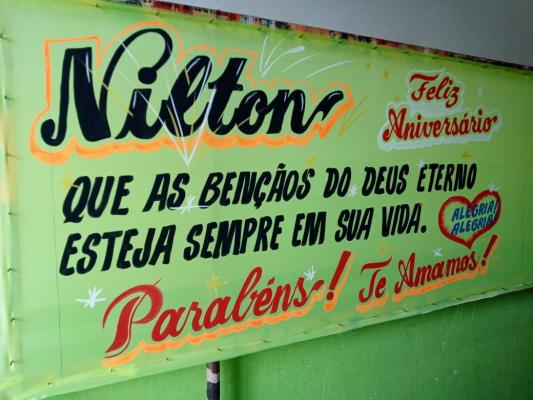 Nilton
Feliz
Aniversário
QUE AS BENÇÃOS DO DEUS ETERNO
ESTEJA SEMPRE EM SUA VIDA.
ALEGRIA!
ALEGRIA!
Parabéns! Te Amamos!